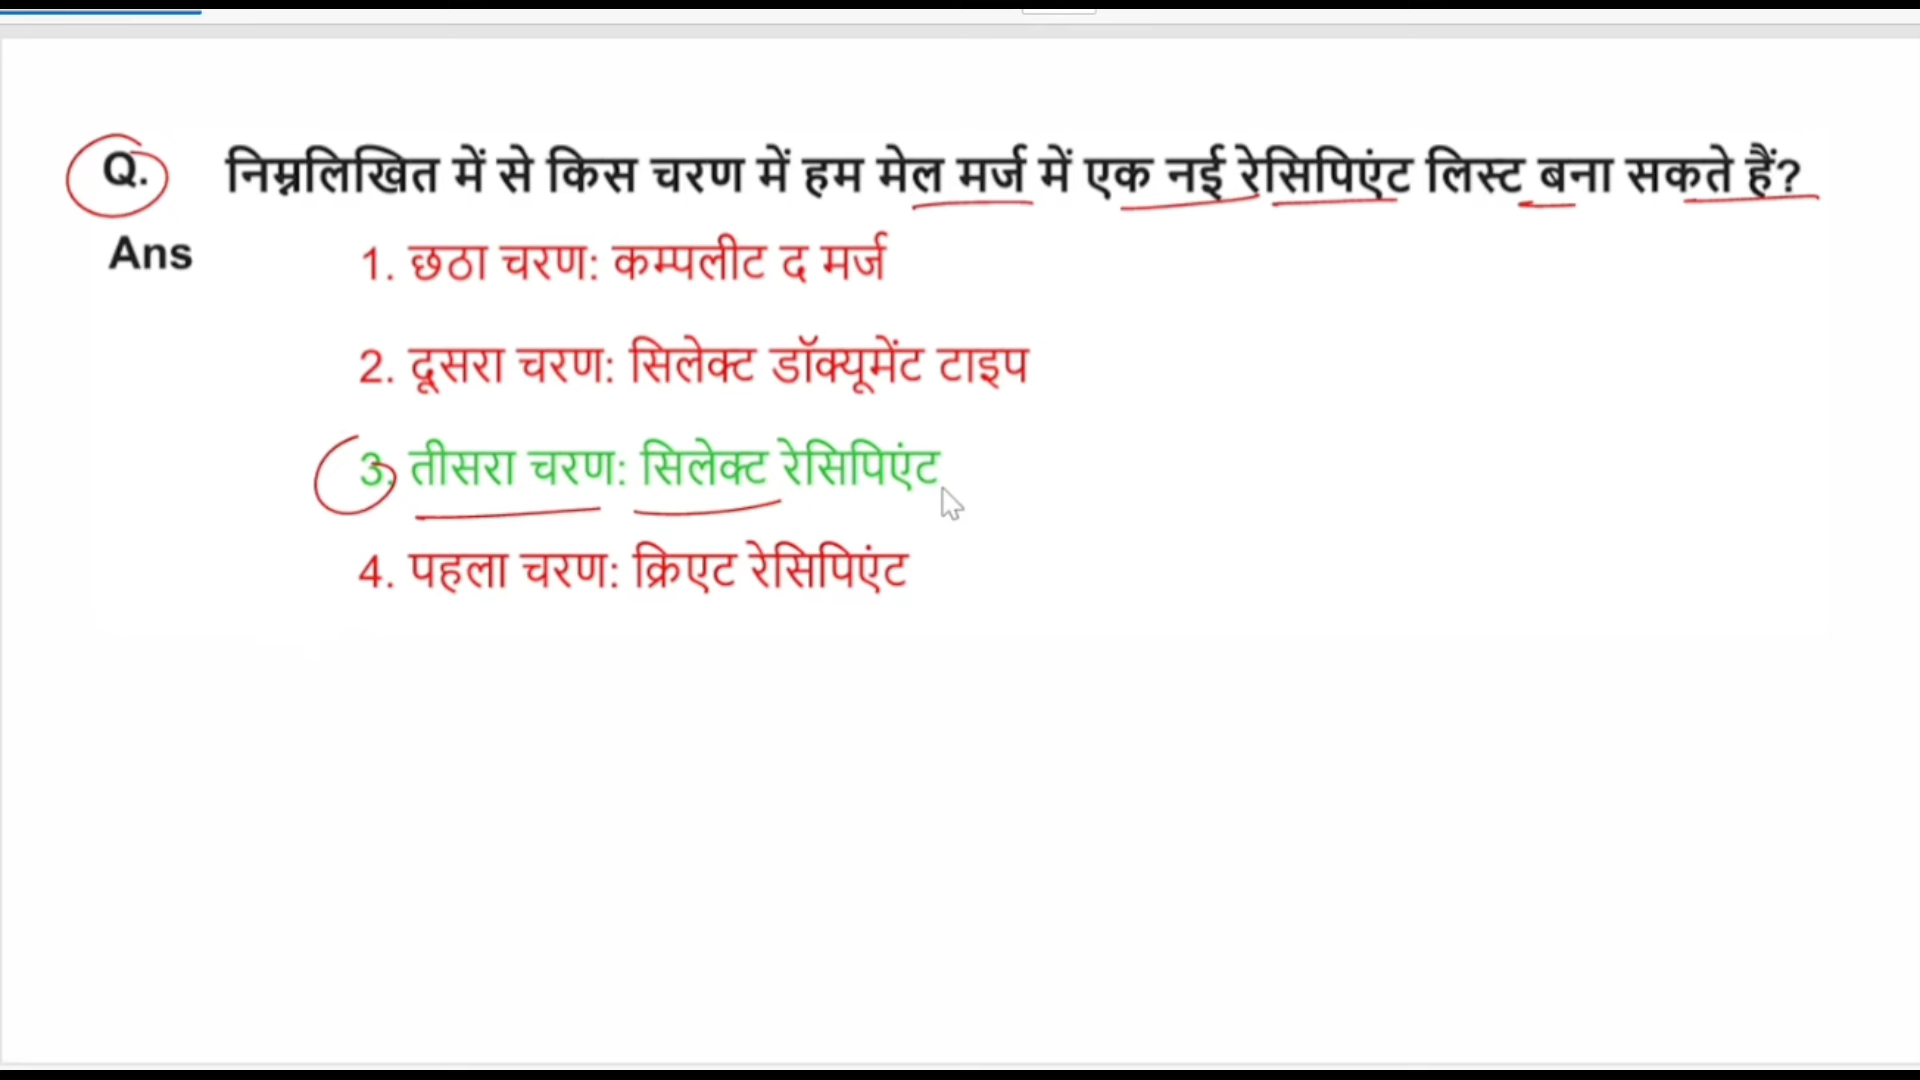 Q. निम्नलिखित में से किस चरण में हम मेल मर्ज में एक नई रेसिपिएंट लिस्ट बना सकते हैं?
Ans 1. छठा चरण: कम्पलीट द मर्ज
2. दूसरा चरण: सिलेक्ट डॉक्यूमेंट टाइप
3. तीसरा चरण: सिलेक्ट रेसिपिएंट
4. पहला चरण: क्रिएट रेसिपिएंट